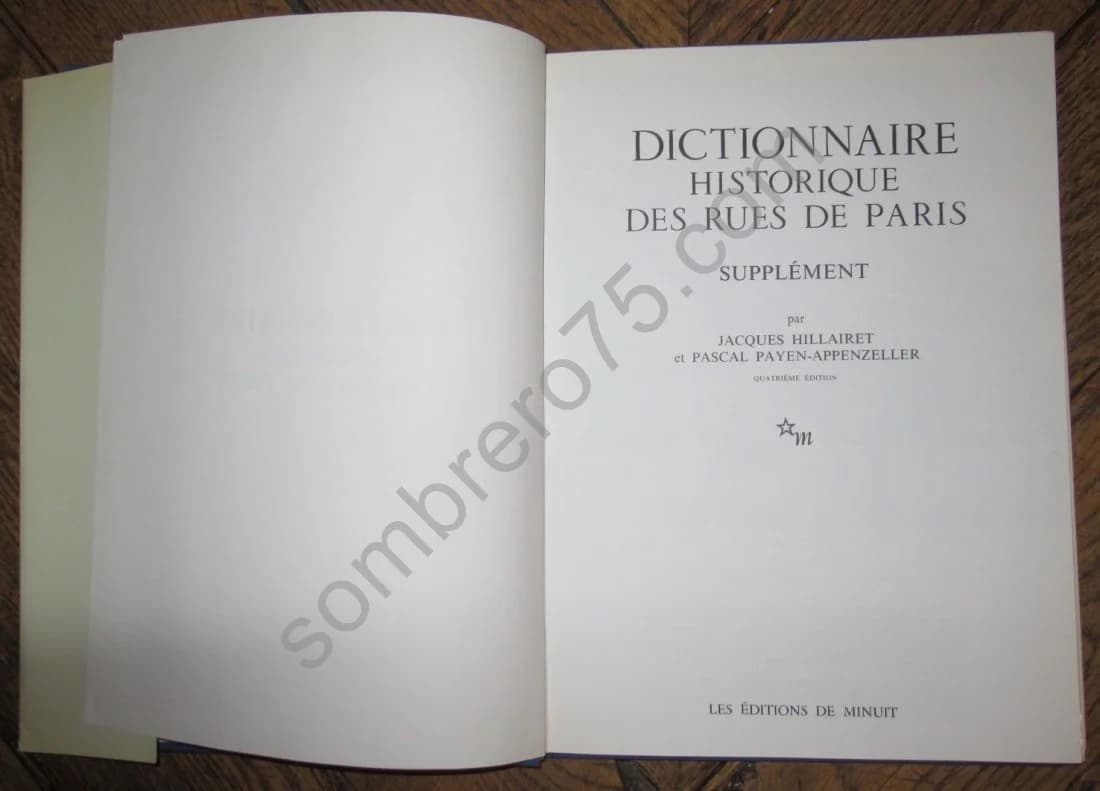 DICTIONNAIRE
HISTORIQUE
DES RUES DE PARIS
SUPPLÉMENT
par
JACQUES HILLAIRET
et PASCAL PAYEN-APPENZELLER
QUATRIÈME ÉDITION
m
LES ÉDITIONS DE MINUIT
sombrero75.com